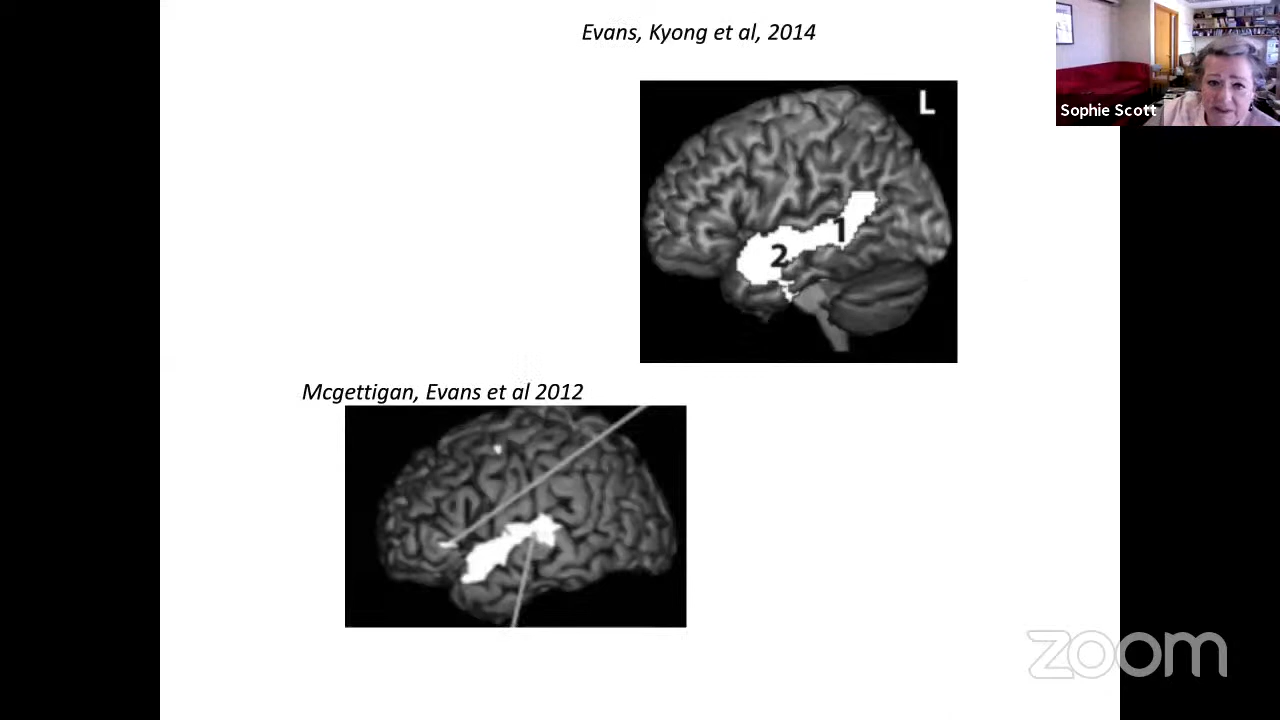 Evans, Kyong et al, 2014
L
Sophie Scott
1
2
Mcgettigan, Evans et al 2012
zoom